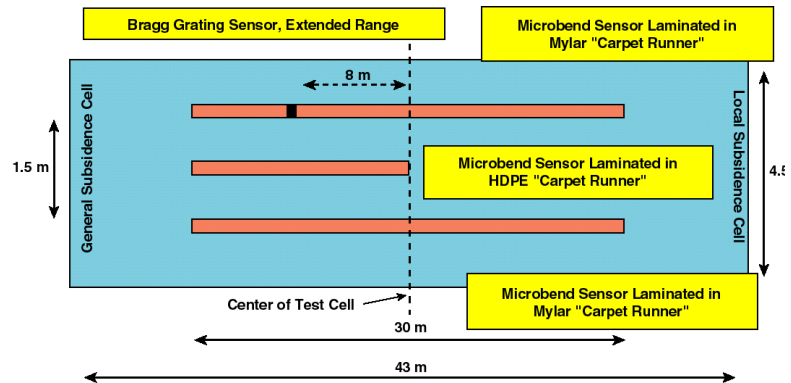 Bragg Grating Sensor, Extended Range
Microbend Sensor Laminated in
Mylar "Carpet Runner"
8 m
General Subsidence Cell
Local Subsidence Cell
1.5 m
Microbend Sensor Laminated in
HDPE "Carpet Runner"
4.5
Center of Test Cell
Microbend Sensor Laminated in
Mylar "Carpet Runner"
30 m
43 m